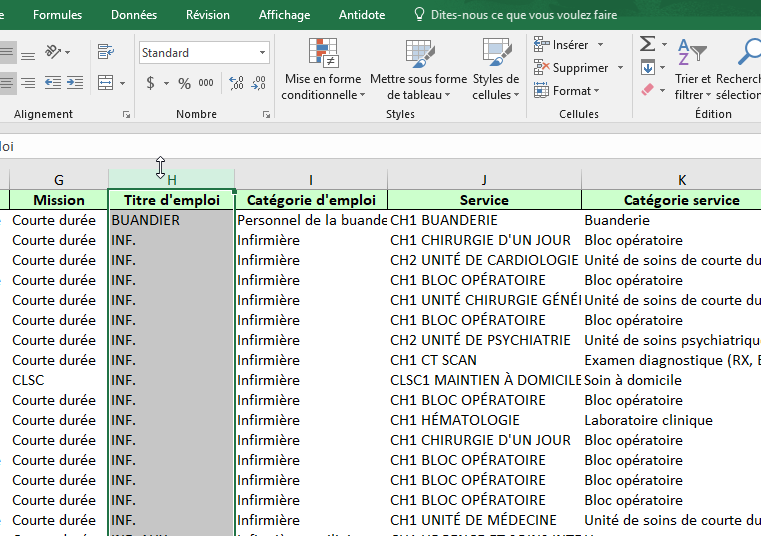 Formules Données Révision Affichage Antidote Dites-nous ce que vous voulez faire
Standard
$ % 000
Mise en forme conditionnelle
Mettre sous forme de tableau
Styles de cellules
Insérer
Supprimer
Format
Trier et filtrer
Alignement Nombre Styles Cellules Édition
G H I J K
Mission Titre d'emploi Catégorie d'emploi Service Catégorie service
Courte durée BUANDIER Personnel de la buande CH1 BUANDERIE Buanderie
Courte durée INF. Infirmière CH1 CHIRURGIE D'UN JOUR Bloc opératoire
Courte durée INF. Infirmière CH2 UNITÉ DE CARDIOLOGIE Unité de soins de courte du
Courte durée INF. Infirmière CH1 BLOC OPÉRATOIRE Bloc opératoire
Courte durée INF. Infirmière CH1 UNITÉ CHIRURGIE GÉNÉ Unité de soins de courte du
Courte durée INF. Infirmière CH1 BLOC OPÉRATOIRE Bloc opératoire
Courte durée INF. Infirmière CH2 UNITÉ DE PSYCHIATRIE Unité de soins psychiatriqu
Courte durée INF. Infirmière CH1 CT SCAN Examen diagnostique (RX,
CLSC INF. Infirmière CLSC1 MAINTIEN À DOMICILE Soin à domicile
Courte durée INF. Infirmière CH1 BLOC OPÉRATOIRE Bloc opératoire
Courte durée INF. Infirmière CH1 HÉMATOLOGIE Laboratoire clinique
Courte durée INF. Infirmière CH1 CHIRURGIE D'UN JOUR Bloc opératoire
Courte durée INF. Infirmière CH1 BLOC OPÉRATOIRE Bloc opératoire
Courte durée INF. Infirmière CH1 BLOC OPÉRATOIRE Bloc opératoire
Courte durée INF. Infirmière CH1 BLOC OPÉRATOIRE Bloc opératoire
Courte durée INF. Infirmière CH1 UNITÉ DE MÉDECINE Unité de soins de courte du